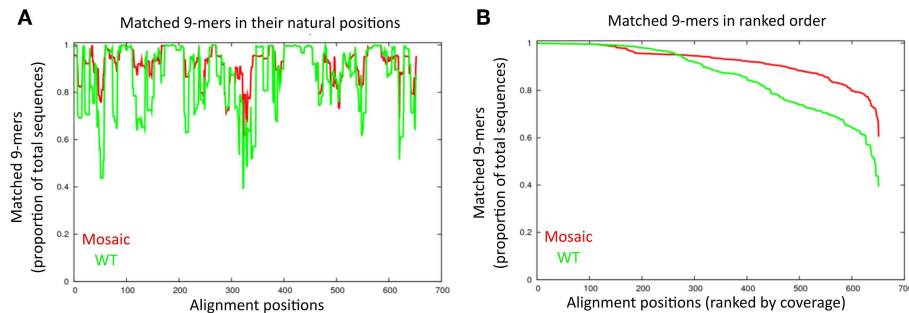 A
Matched 9-mers in their natural positions
Matched 9-mers
(proportion of total sequences)
1
0.8
0.6
0.4
0.2
0
Mosaic
WT
0
100
200
300
400
500
600
700
Alignment positions
B
Matched 9-mers in ranked order
Matched 9-mers
(proportion of total sequences)
1
0.8
0.6
0.4
0.2
0
Mosaic
WT
0
100
200
300
400
500
600
700
Alignment positions (ranked by coverage)